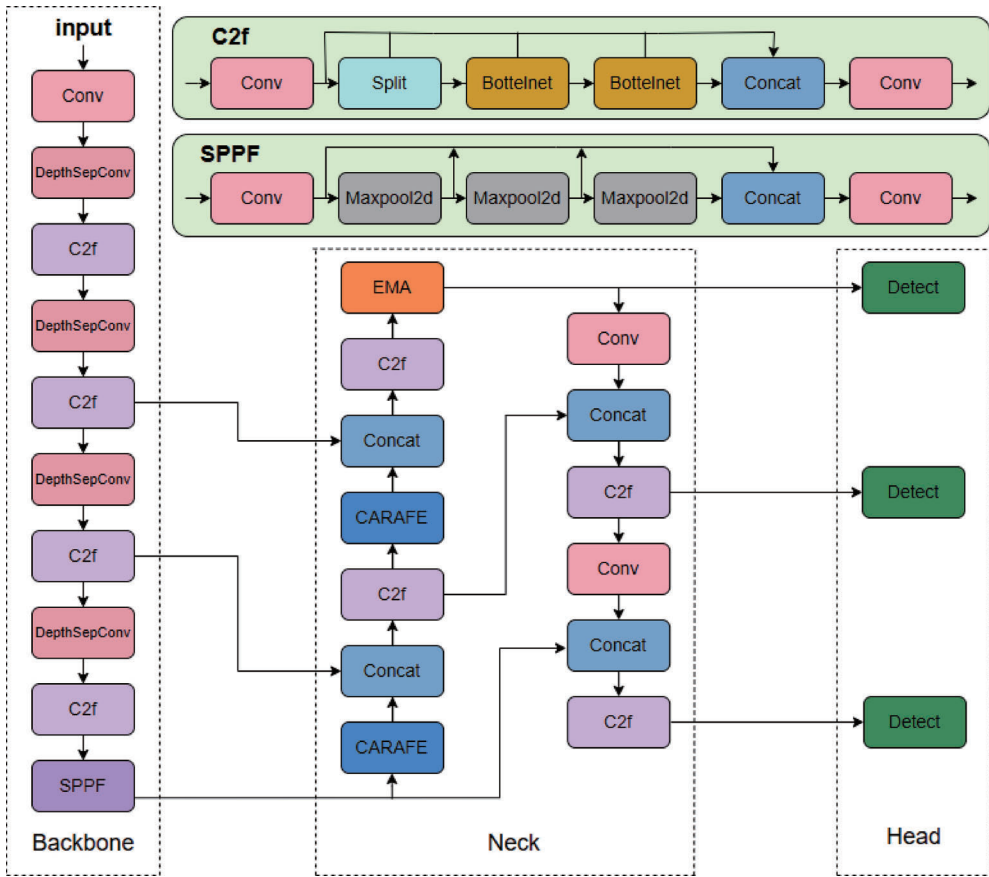 input
Conv
DepthSepConv
C2f
DepthSepConv
C2f
DepthSepConv
C2f
DepthSepConv
C2f
SPPF
Backbone
C2f
Conv
Split
Bottelnet
Bottelnet
Concat
Conv
SPPF
Conv
Maxpool2d
Maxpool2d
Maxpool2d
Concat
Conv
EMA
C2f
Concat
CARAFE
C2f
Concat
CARAFE
Conv
Concat
C2f
Conv
Concat
C2f
Neck
Detect
Detect
Detect
Head